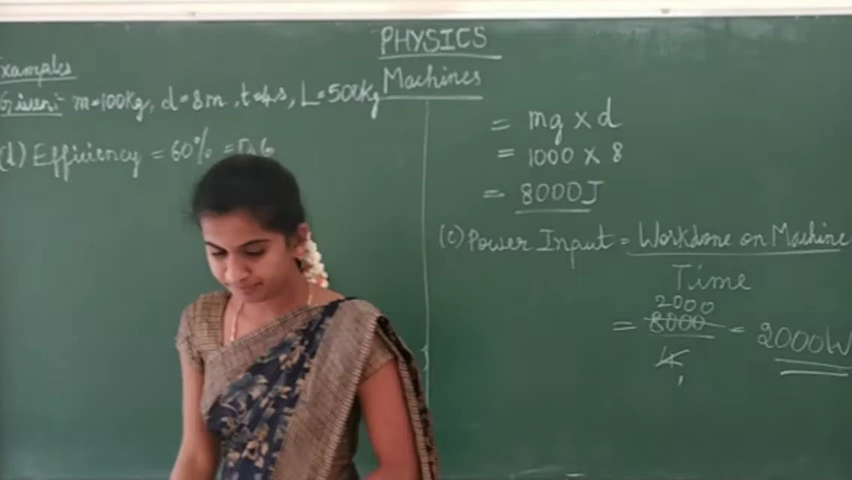 PHYSICS
Machines
Examples
Given:- m=100Kg, d=8m, t=4s, L=500Kg
(d) Efficiency = 60% = 0.6
= mg x d
= 1000 x 8
= 8000J
(c) Power Input = Workdone on Machine
Time
2000
= 8000 = 2000W
4
1